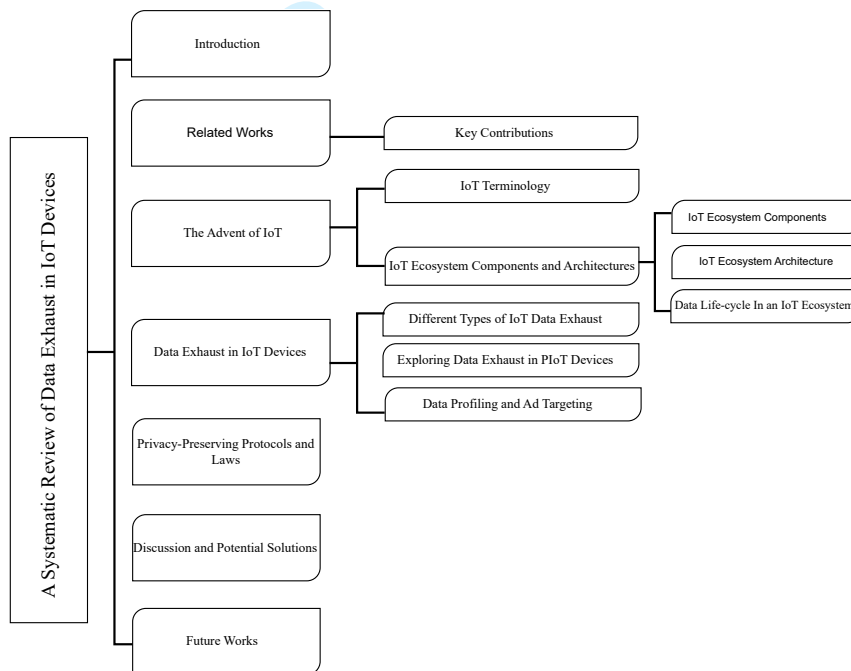 A Systematic Review of Data Exhaust in IoT Devices
Introduction
Related Works
Key Contributions
The Advent of IoT
IoT Terminology
IoT Ecosystem Components and Architectures
IoT Ecosystem Components
IoT Ecosystem Architecture
Data Life-cycle In an IoT Ecosystem
Data Exhaust in IoT Devices
Different Types of IoT Data Exhaust
Exploring Data Exhaust in PIoT Devices
Data Profiling and Ad Targeting
Privacy-Preserving Protocols and
Laws
Discussion and Potential Solutions
Future Works